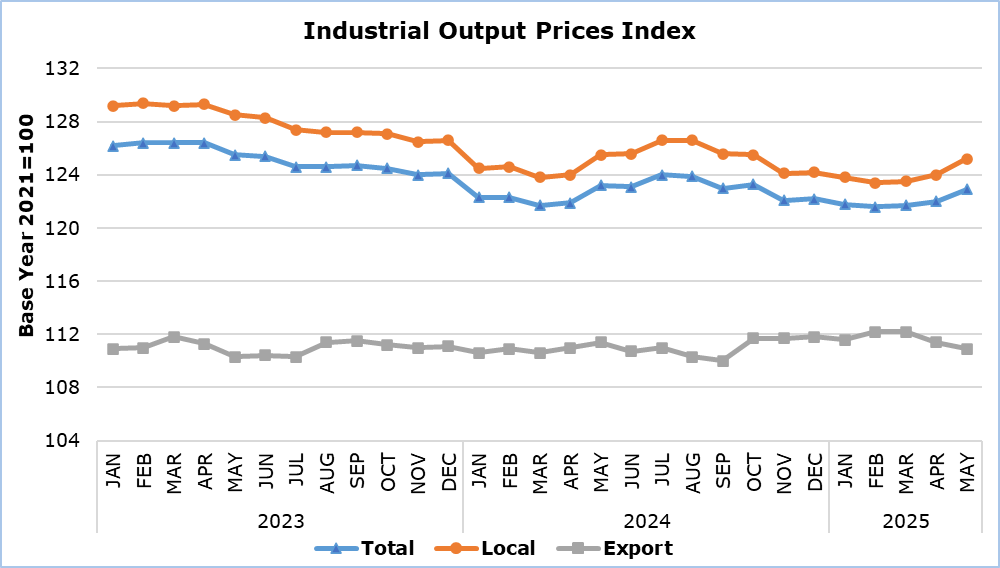 Industrial Output Prices Index
Base Year 2021=100
132
128
124
120
116
112
108
104
JAN FEB MAR APR MAY JUN JUL AUG SEP OCT NOV DEC JAN FEB MAR APR MAY JUN JUL AUG SEP OCT NOV DEC JAN FEB MAR APR MAY
2023 2024 2025
Total Local Export